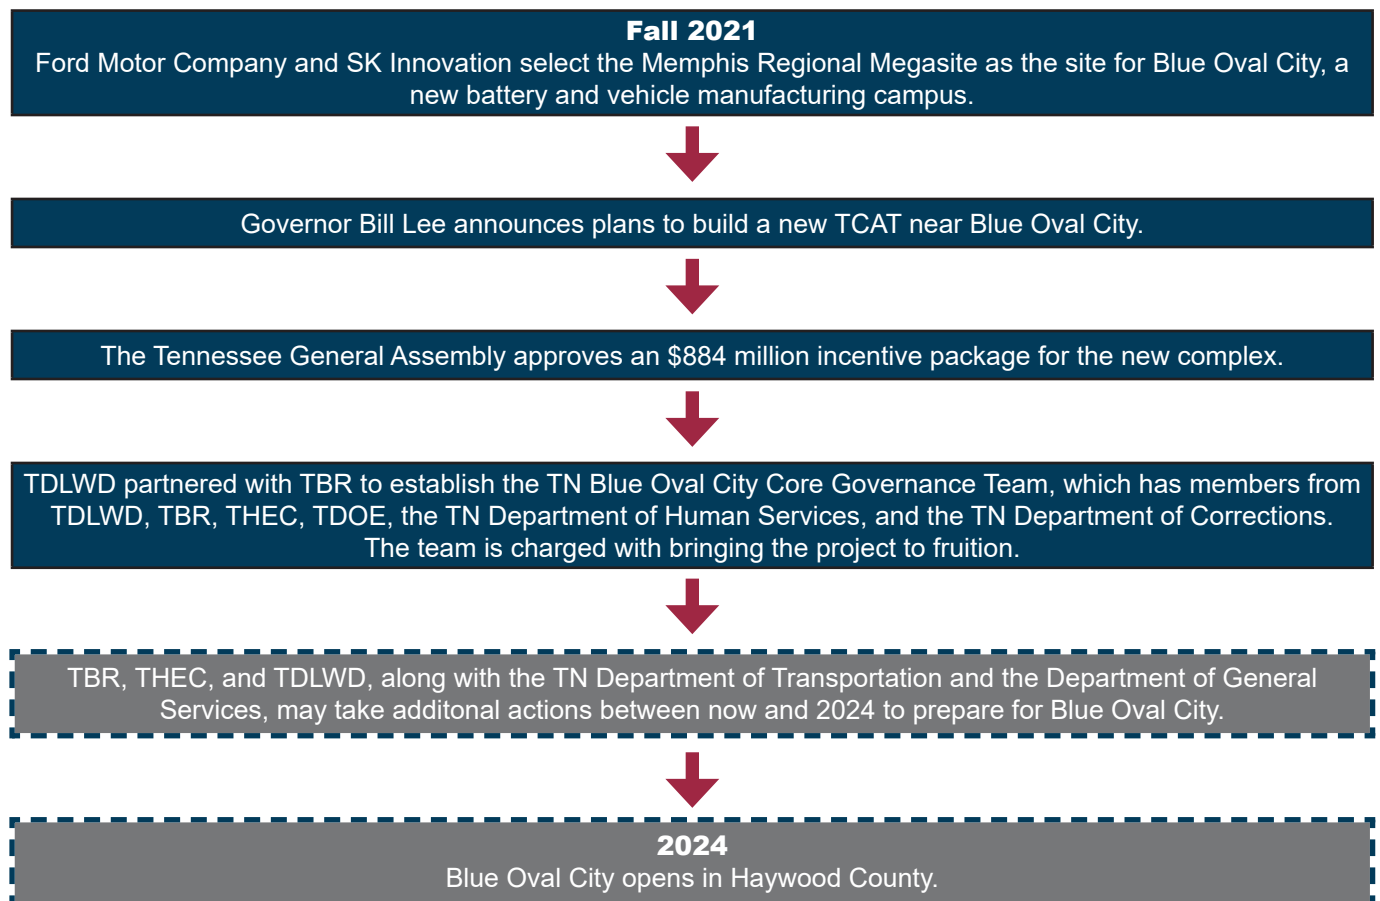 Fall 2021
Ford Motor Company and SK Innovation select the Memphis Regional Megasite as the site for Blue Oval City, a
new battery and vehicle manufacturing campus.
Governor Bill Lee announces plans to build a new TCAT near Blue Oval City.
The Tennessee General Assembly approves an $884 million incentive package for the new complex.
TDLWD partnered with TBR to establish the TN Blue Oval City Core Governance Team, which has members from
TDLWD, TBR, THEC, TDOE, the TN Department of Human Services, and the TN Department of Corrections.
The team is charged with bringing the project to fruition.
TBR, THEC, and TDLWD, along with the TN Department of Transportation and the Department of General
Services, may take additonal actions between now and 2024 to prepare for Blue Oval City.
2024
Blue Oval City opens in Haywood County.